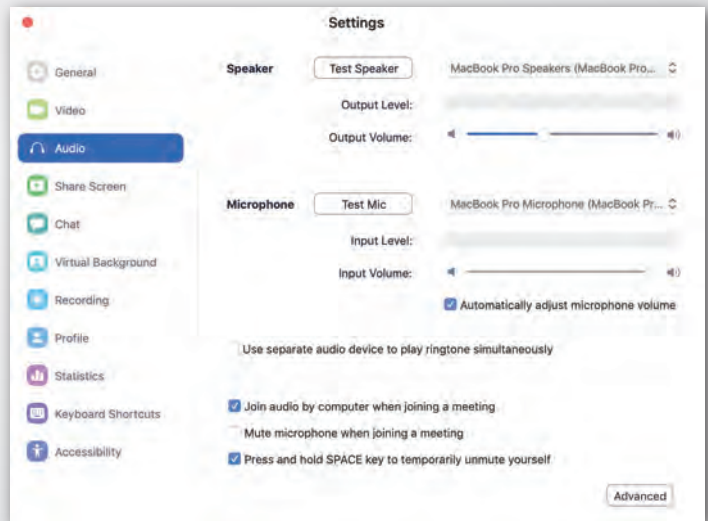 Settings
General
Video
Audio
Share Screen
Chat
Virtual Background
Recording
Profile
Statistics
Keyboard Shortcuts
Accessibility
Speaker
Test Speaker
MacBook Pro Speakers (MacBook Pro...
Output Level:
Output Volume:
Microphone
Test Mic
MacBook Pro Microphone (MacBook Pr...
Input Level:
Input Volume:
Automatically adjust microphone volume
Use separate audio device to play ringtone simultaneously
Join audio by computer when joining a meeting
Mute microphone when joining a meeting
Press and hold SPACE key to temporarily unmute yourself
Advanced